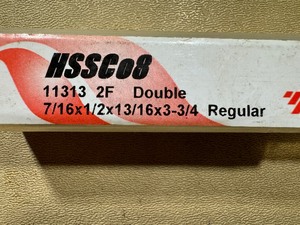 HSSCo8
11313 2F Double
7/16x1/2x13/16x3-3/4 Regular